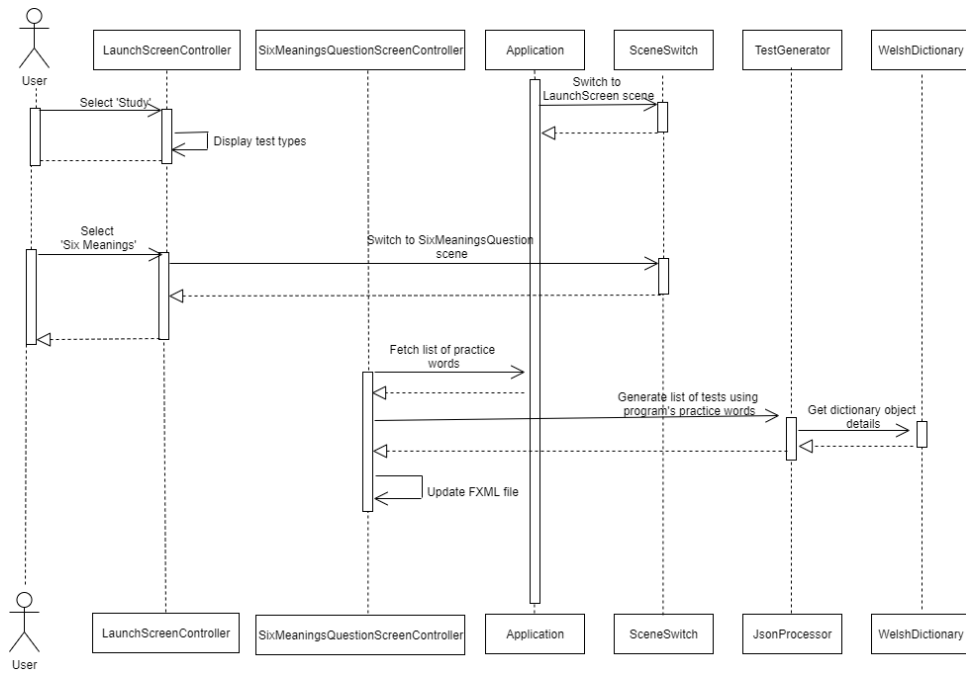 User
LaunchScreenController
SixMeaningsQuestionScreenController
Application
SceneSwitch
TestGenerator
WelshDictionary
Switch to
LaunchScreen scene
Select 'Study'
Display test types
Select
'Six Meanings'
Switch to SixMeaningsQuestion
scene
Fetch list of practice
words
Generate list of tests using
program's practice words
Get dictionary object
details
Update FXML file
User
LaunchScreenController
SixMeaningsQuestionScreenController
Application
SceneSwitch
JsonProcessor
WelshDictionary